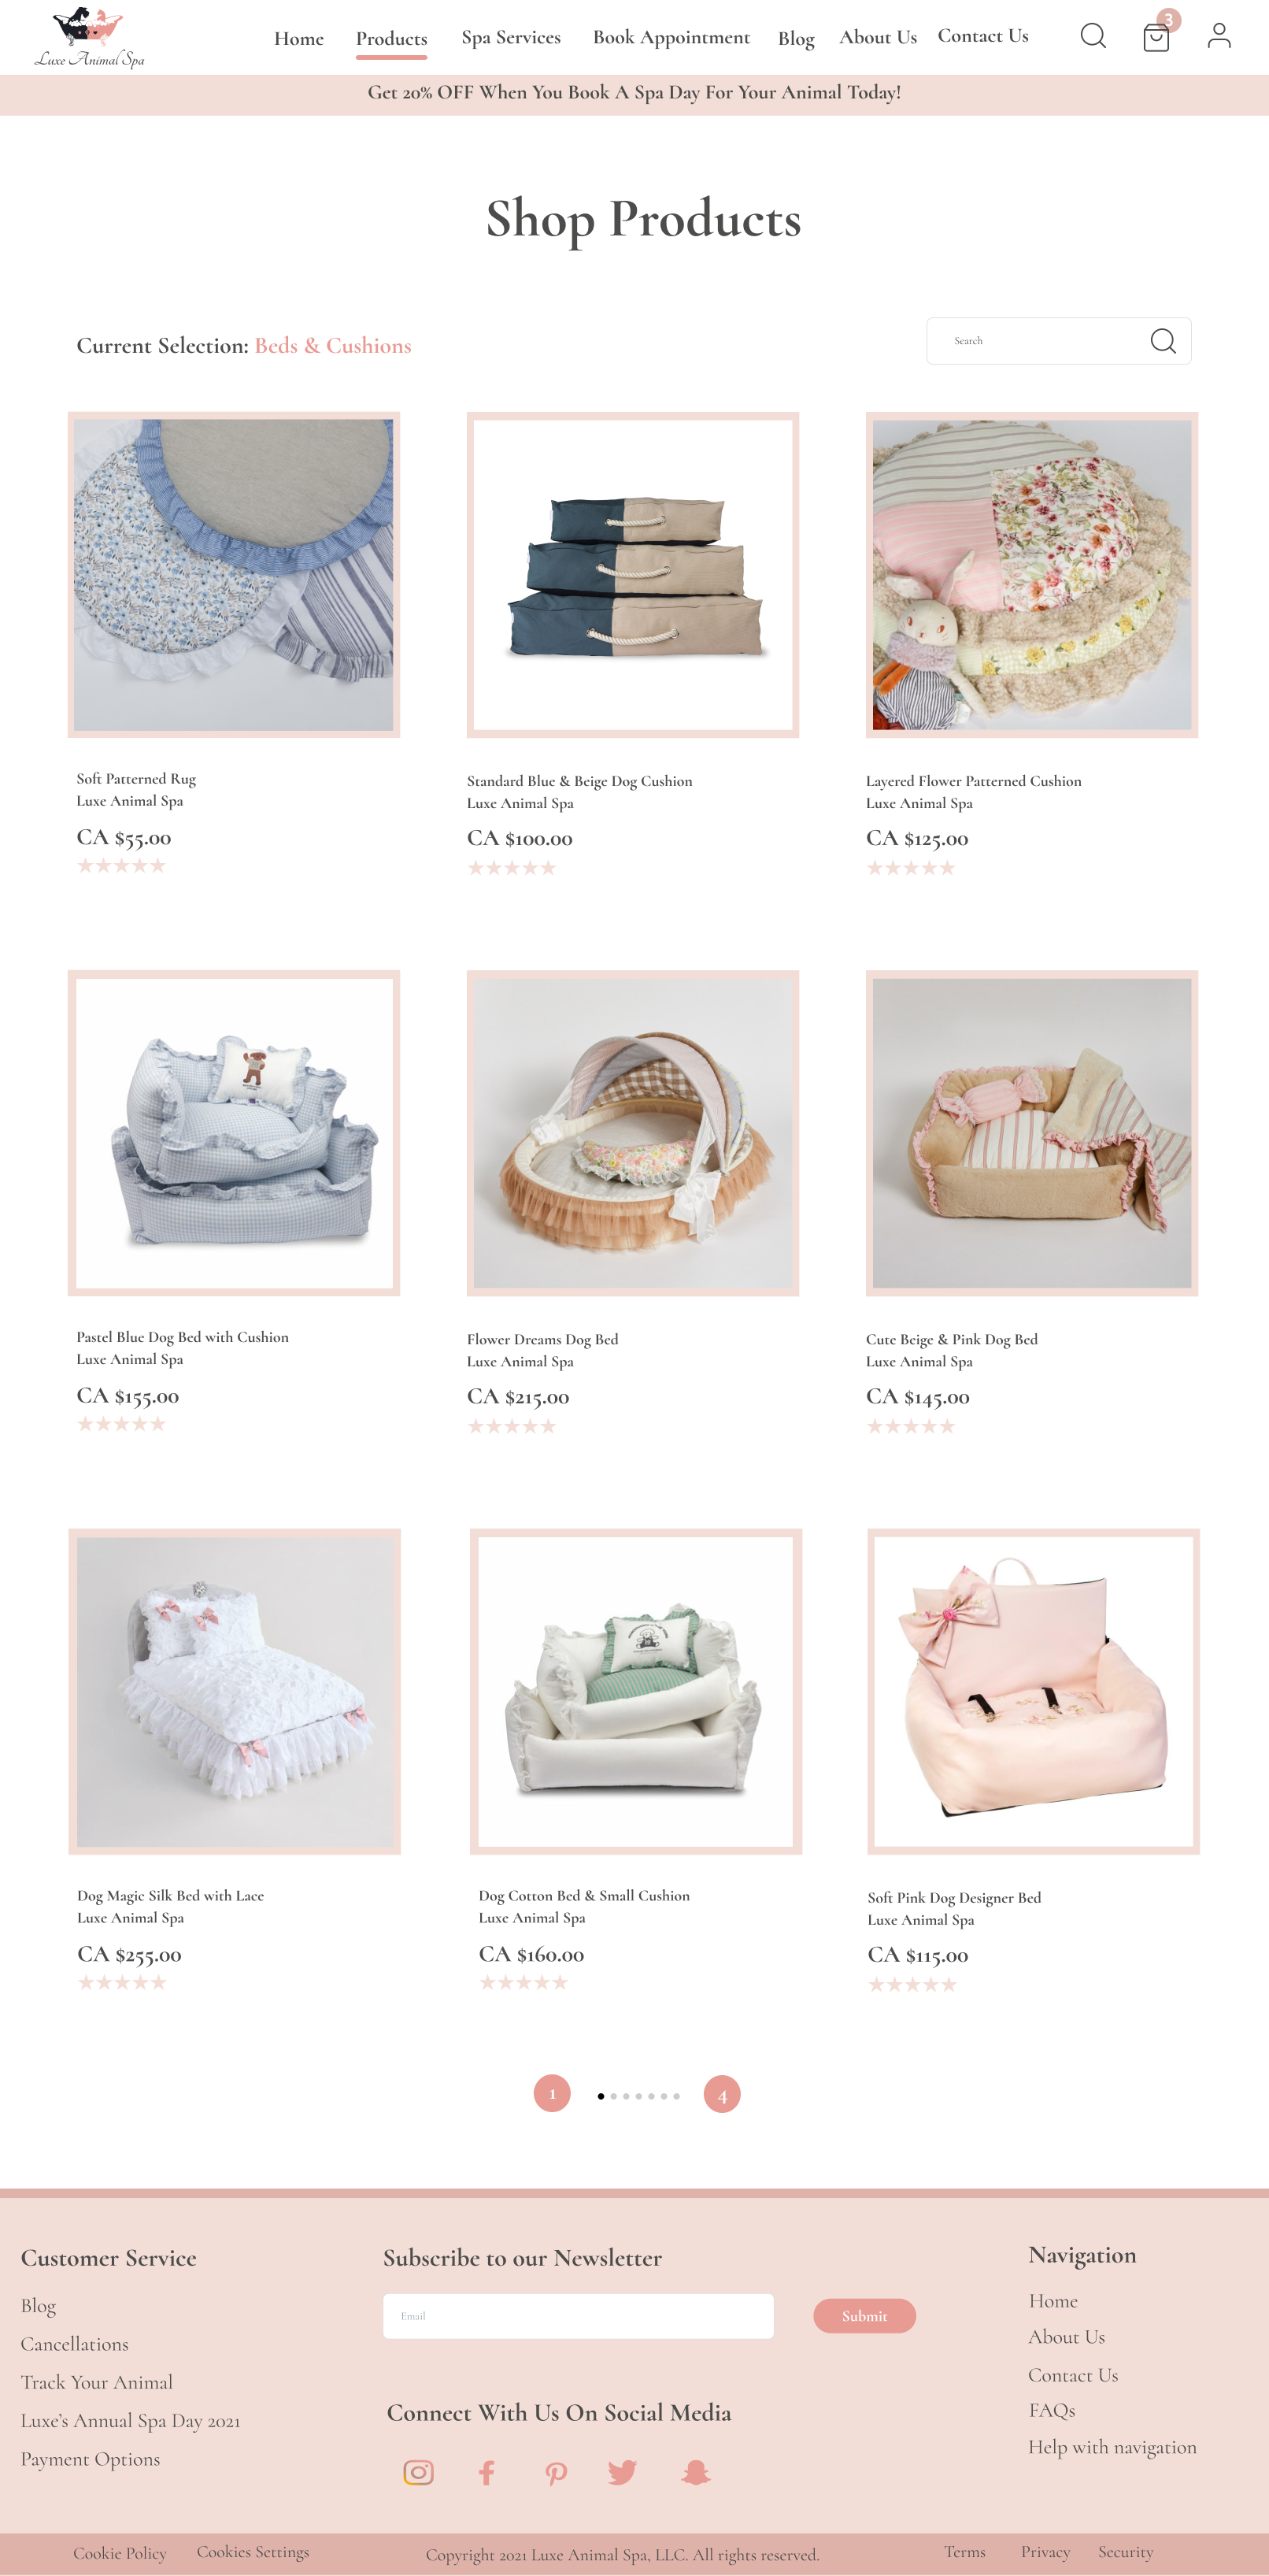 Luxe Animal Spa
Home Products Spa Services Book Appointment Blog About Us Contact Us 3
Get 20% OFF When You Book A Spa Day For Your Animal Today!
Shop Products
Current Selection: Beds & Cushions
Search
Soft Patterned Rug
Luxe Animal Spa
CA $55.00
Standard Blue & Beige Dog Cushion
Luxe Animal Spa
CA $100.00
Layered Flower Patterned Cushion
Luxe Animal Spa
CA $125.00
Pastel Blue Dog Bed with Cushion
Luxe Animal Spa
CA $155.00
Flower Dreams Dog Bed
Luxe Animal Spa
CA $215.00
Cute Beige & Pink Dog Bed
Luxe Animal Spa
CA $145.00
Dog Magic Silk Bed with Lace
Luxe Animal Spa
CA $255.00
Dog Cotton Bed & Small Cushion
Luxe Animal Spa
CA $160.00
Soft Pink Dog Designer Bed
Luxe Animal Spa
CA $115.00
1 4
Customer Service
Blog
Cancellations
Track Your Animal
Luxe's Annual Spa Day 2021
Payment Options
Subscribe to our Newsletter
Email
Submit
Connect With Us On Social Media
Navigation
Home
About Us
Contact Us
FAQs
Help with navigation
Cookie Policy Cookies Settings Copyright 2021 Luxe Animal Spa, LLC. All rights reserved. Terms Privacy Security